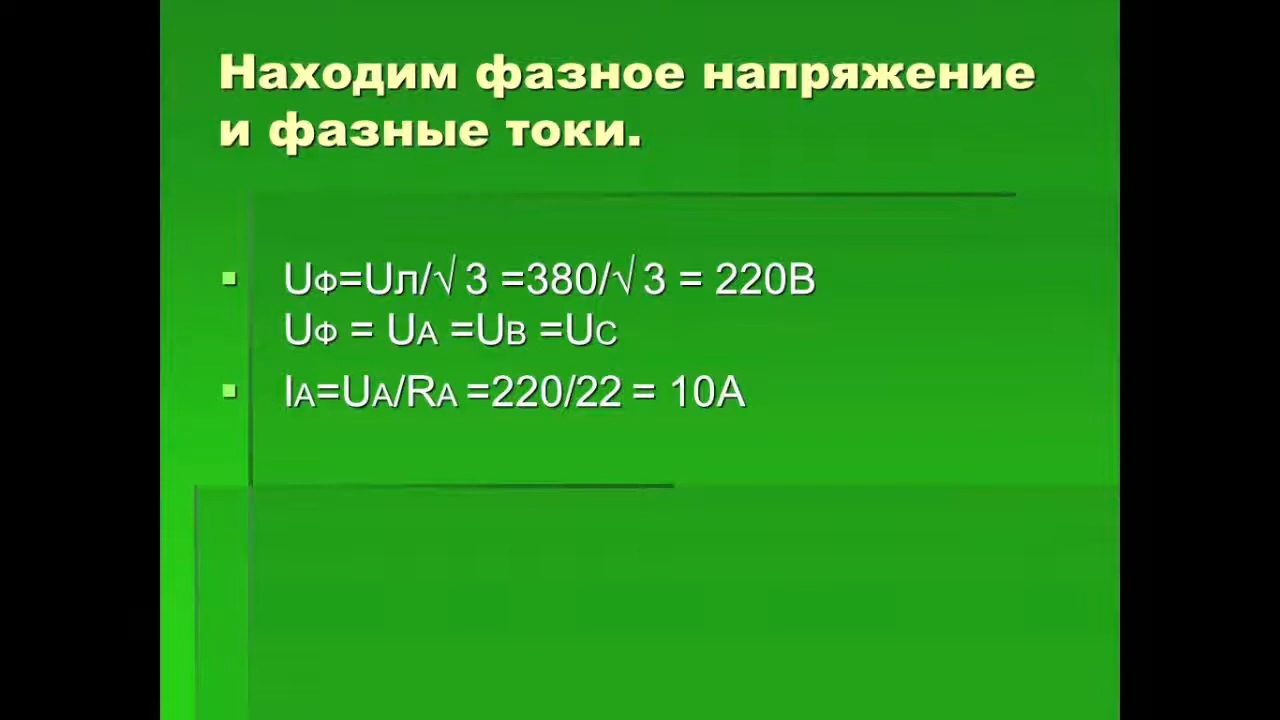 Находим фазное напряжение
и фазные токи.
Uф=Uл/√ 3 =380/√ 3 = 220В
Uф = UA =UB =UC
IA=UA/RA =220/22 = 10А